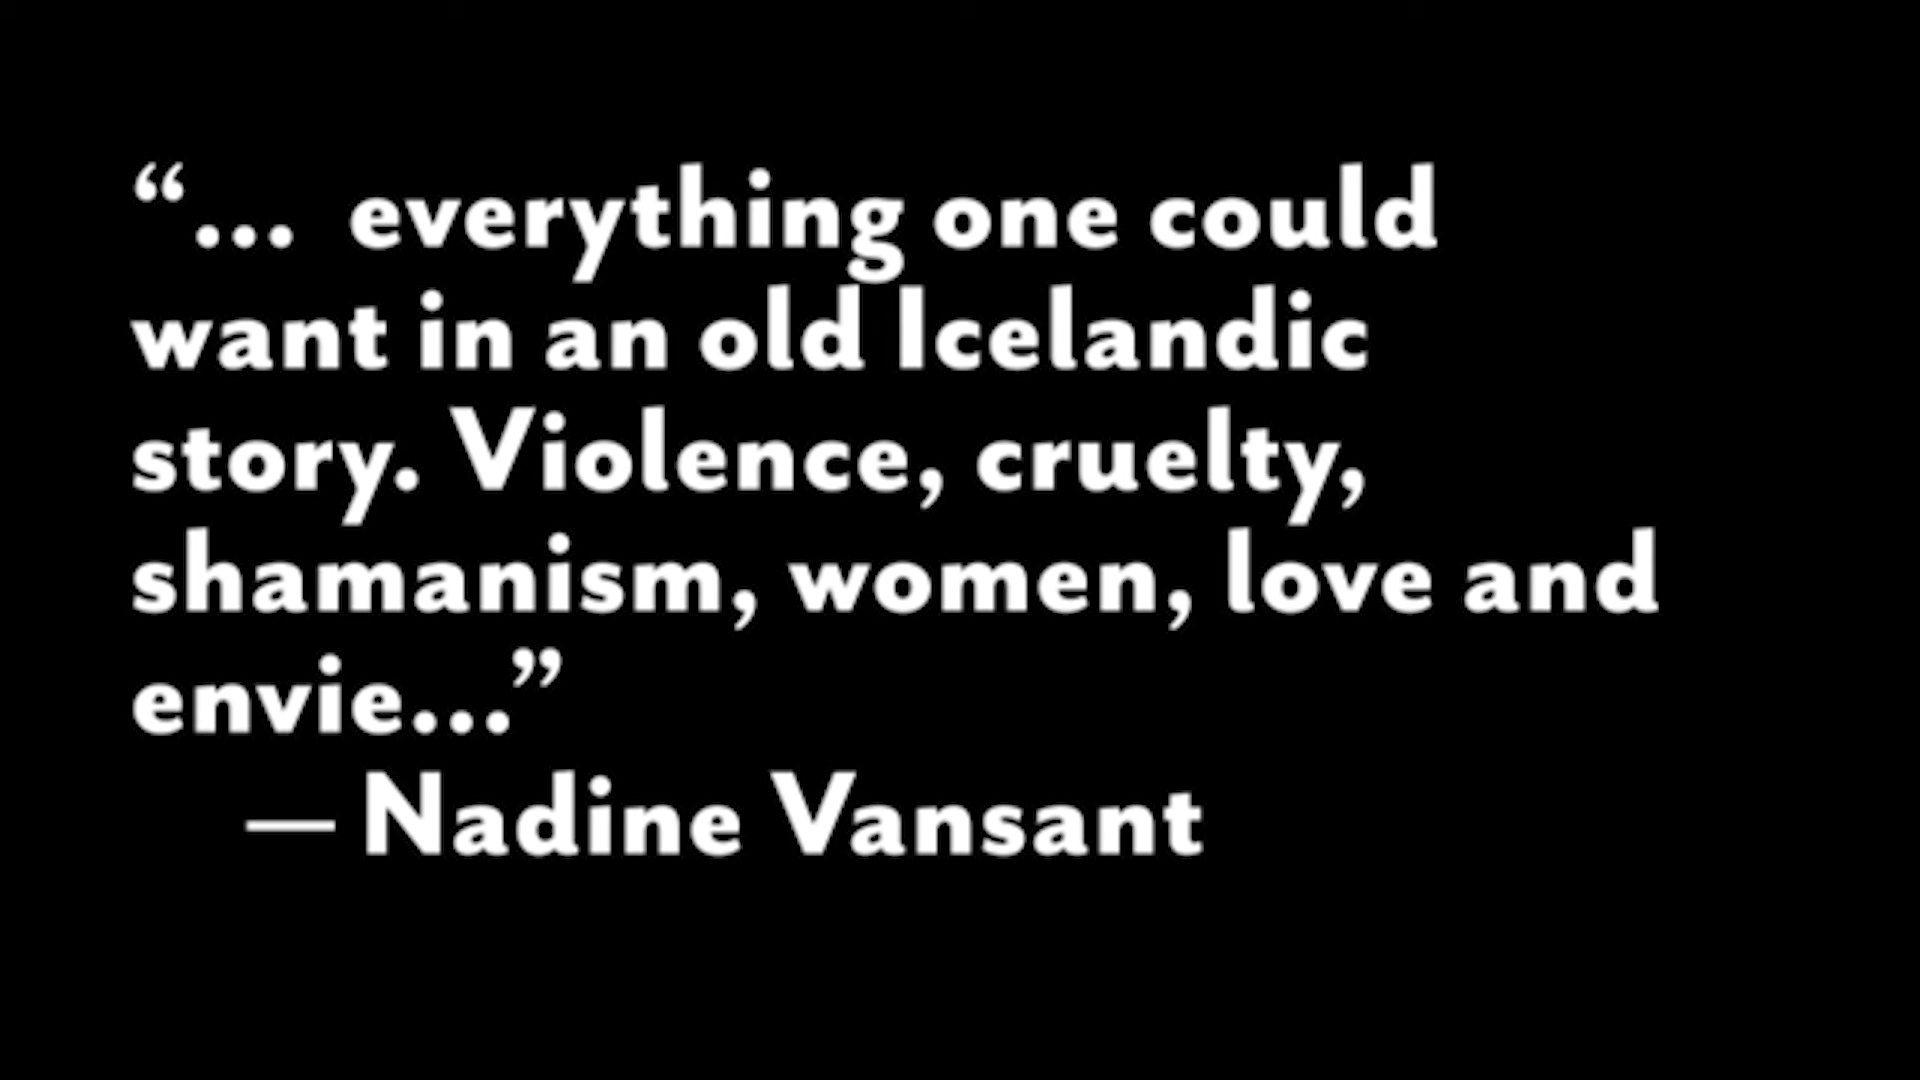 “...  everything one could
want in an old Icelandic
story. Violence, cruelty,
shamanism, women, love and
envie...”
— Nadine Vansant